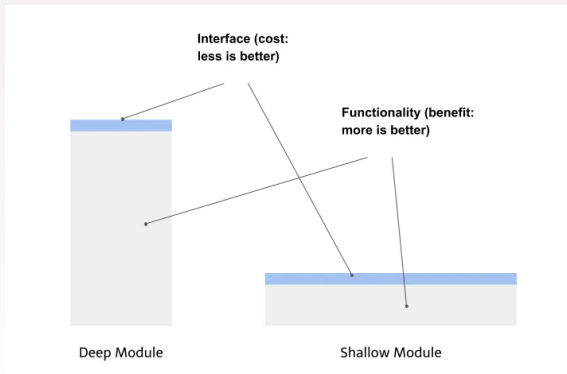 Interface (cost:
less is better)
Functionality (benefit:
more is better)
Deep Module
Shallow Module